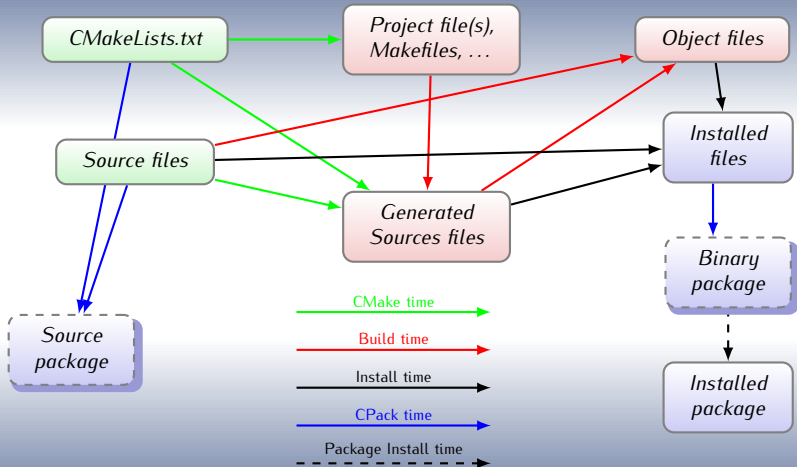 CMakeLists.txt
Project file(s),
Makefiles, ...
Object files
Source files
Installed
files
Generated
Sources files
Binary
package
Source
package
Installed
package
CMake time
Build time
Install time
CPack time
Package Install time